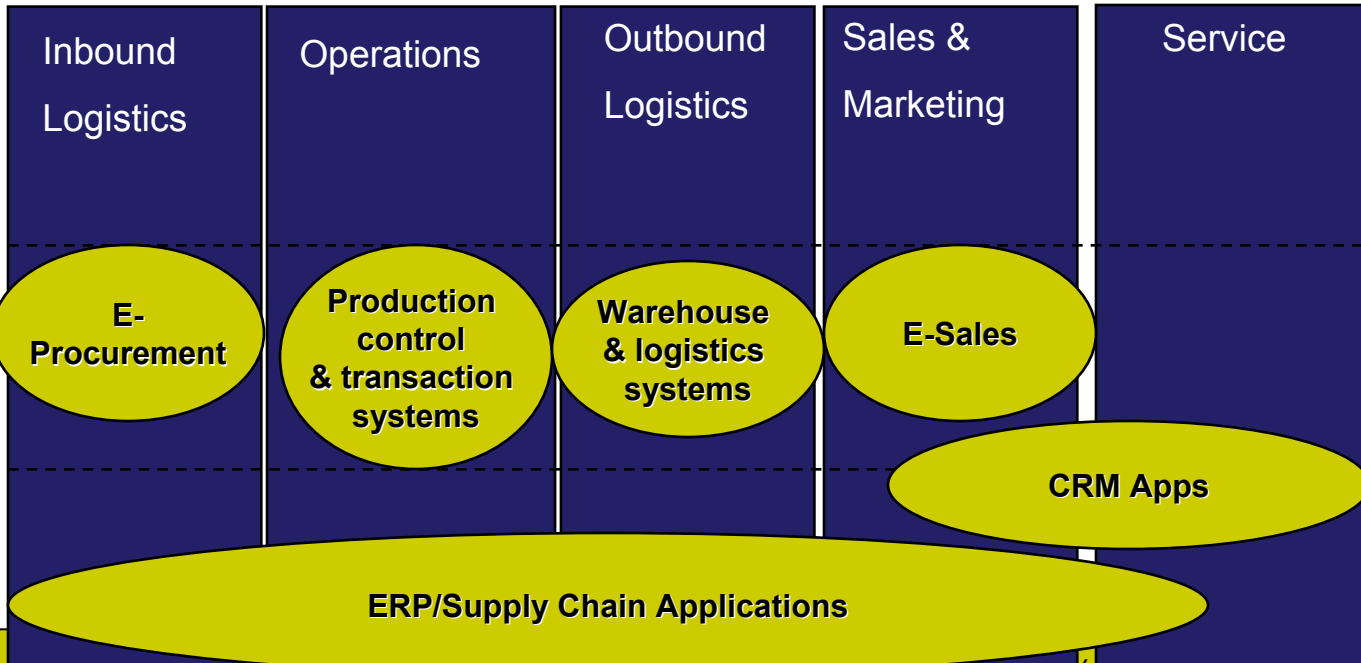 Inbound
Logistics
Operations
Outbound
Logistics
Sales &
Marketing
Service
E-
Procurement
Production
control
& transaction
systems
Warehouse
& logistics
systems
E-Sales
CRM Apps
ERP/Supply Chain Applications